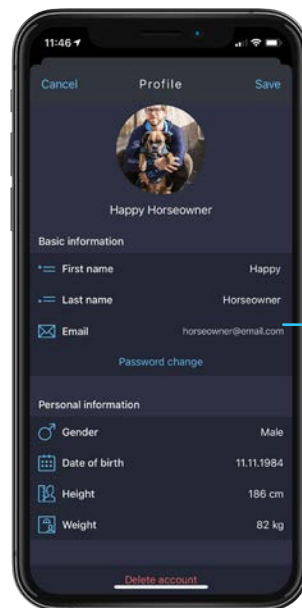 11:46
Cancel Profile Save
Happy Horseowner
Basic information
First name Happy
Last name Horseowner
Email horseowner@email.com
Password change
Personal information
Gender Male
Date of birth 11.11.1984
Height 186 cm
Weight 82 kg
Delete account